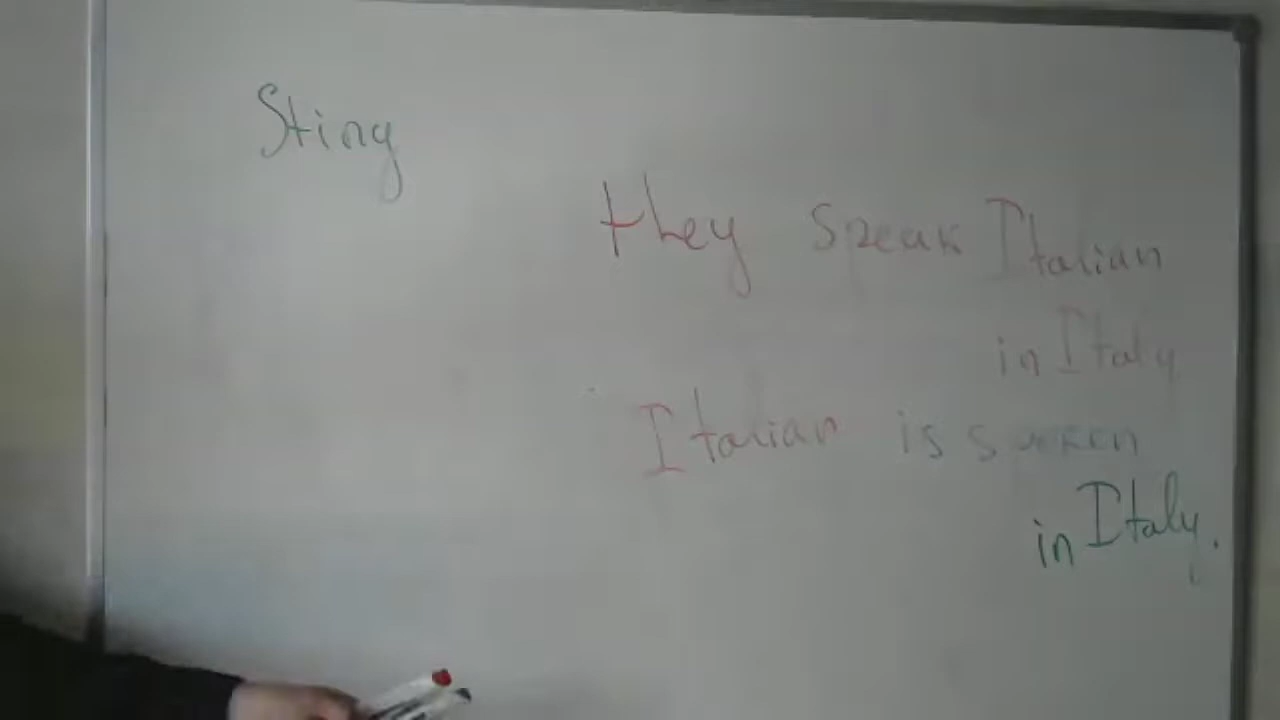 Sting
They speak Italian
in Italy
Italian is spoken
in Italy.